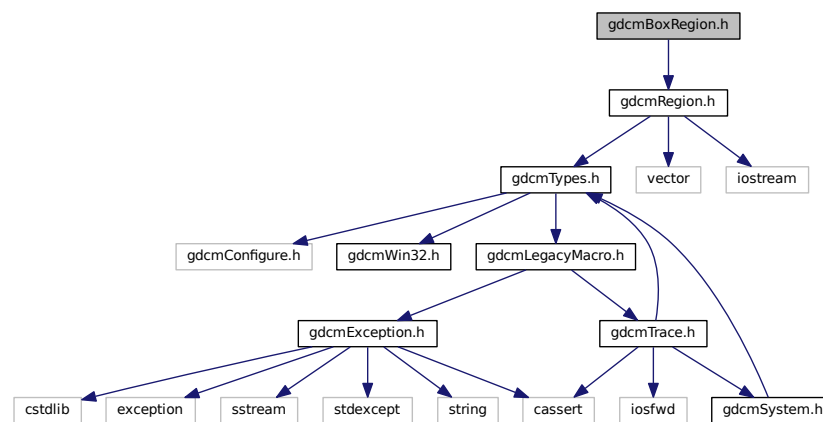 gdcmBoxRegion.h
gdcmRegion.h
gdcmTypes.h
vector
iostream
gdcmConfigure.h
gdcmWin32.h
gdcmLegacyMacro.h
gdcmException.h
gdcmTrace.h
cstdlib
exception
sstream
stdexcept
string
cassert
iosfwd
gdcmSystem.h